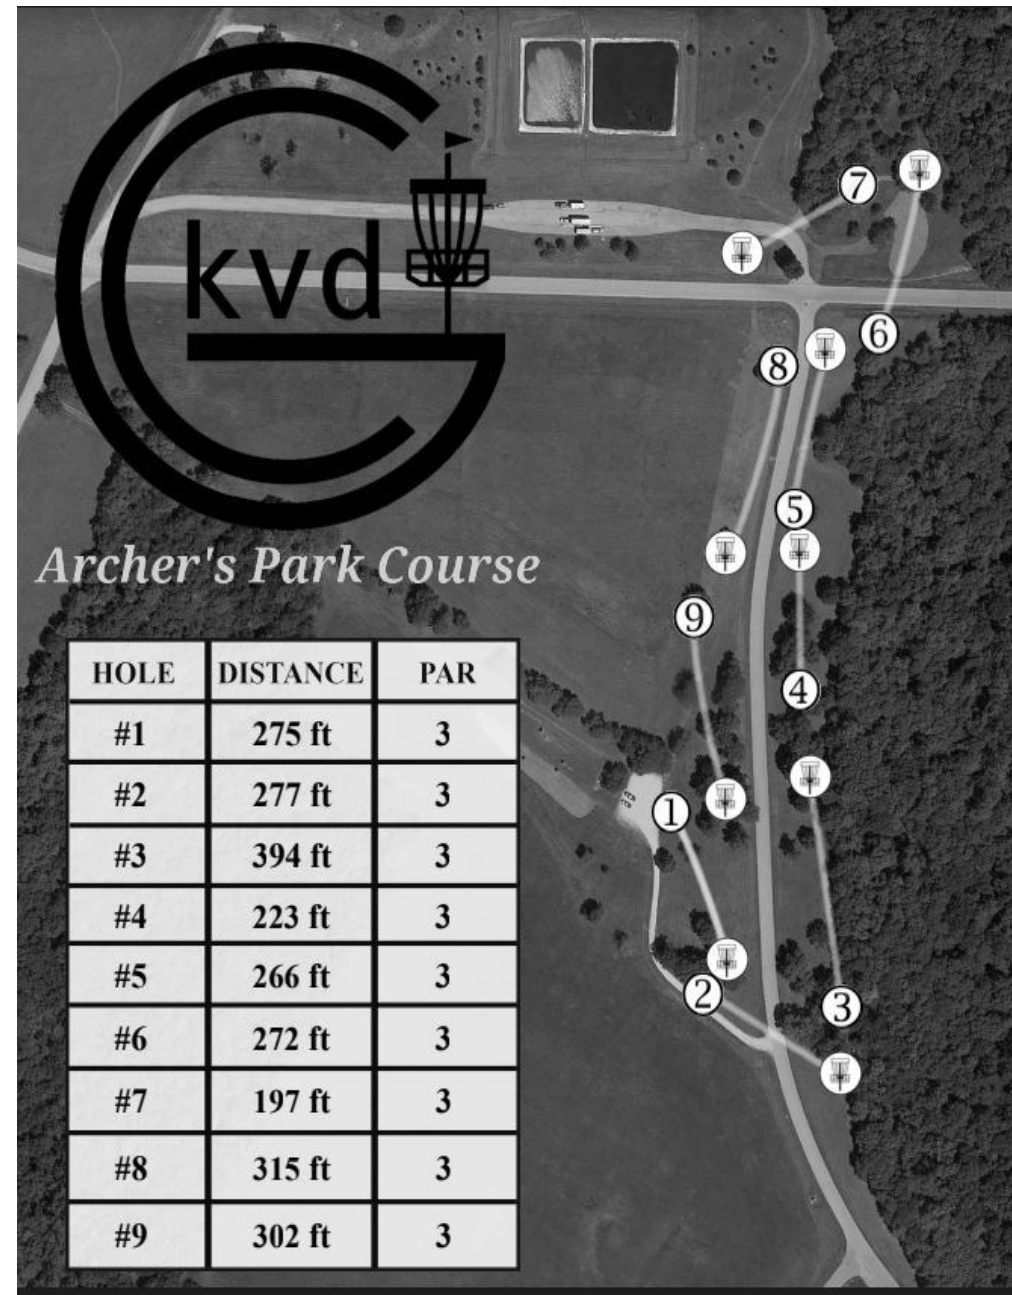 kvd
Archer's Park Course
HOLE DISTANCE PAR
#1 275 ft 3
#2 277 ft 3
#3 394 ft 3
#4 223 ft 3
#5 266 ft 3
#6 272 ft 3
#7 197 ft 3
#8 315 ft 3
#9 302 ft 3
7
6
8
5
9
4
1
2
3